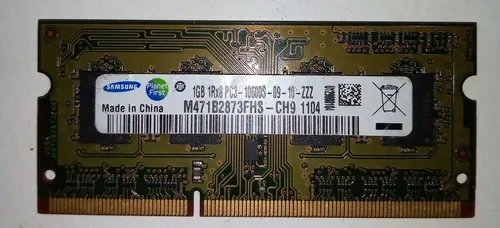 SAMSUNG
Planet First
1GB 1Rx8 PC3-10600S-09-10-ZZZ
Made in China
M471B2873FHS-CH9 1104